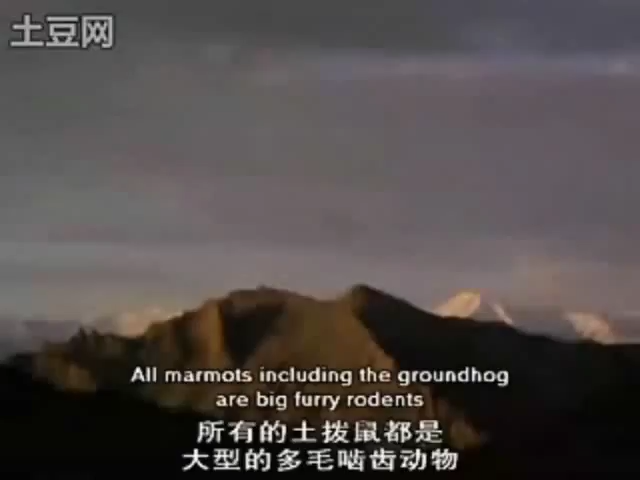 土豆网
All marmots including the groundhog
are big furry rodents
所有的土拨鼠都是
大型的多毛啮齿动物